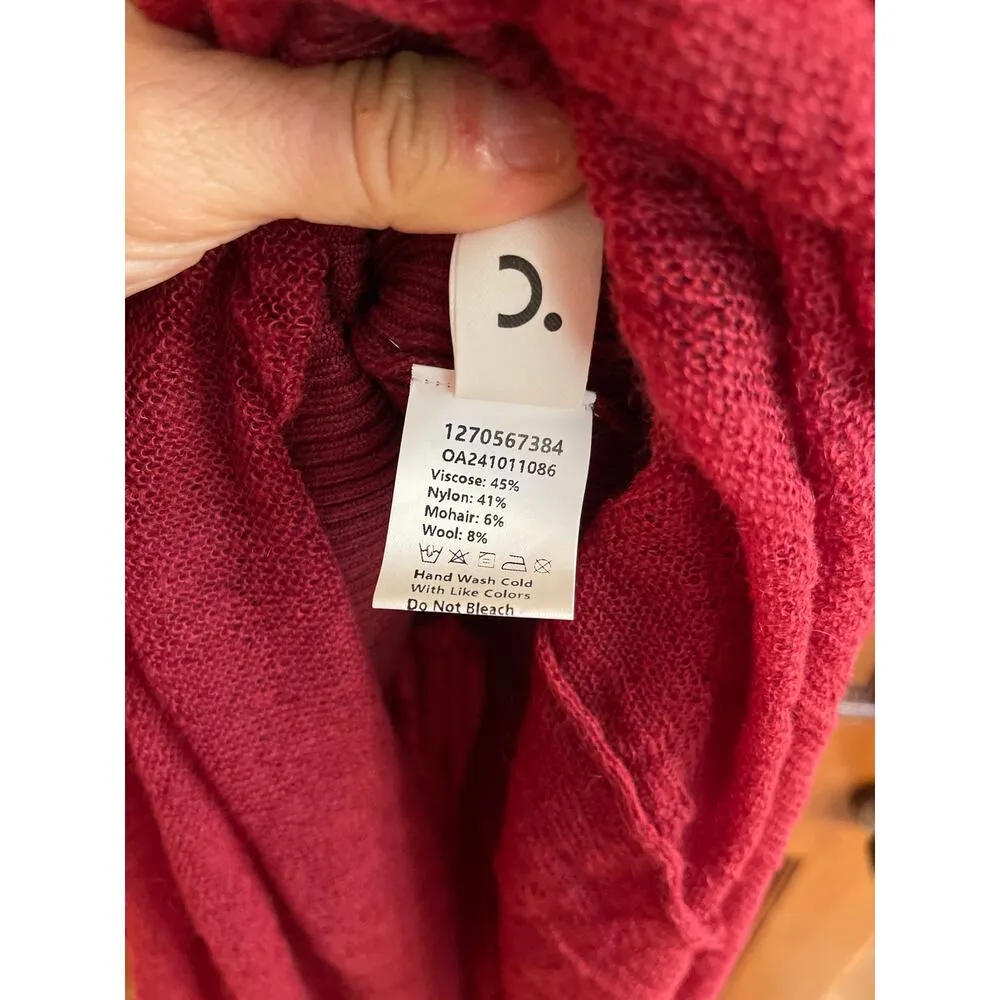 Ɔ.
1270567384
OA241011086
Viscose: 45%
Nylon: 41%
Mohair: 6%
Wool: 8%
Hand Wash Cold
With Like Colors
Do Not Bleach